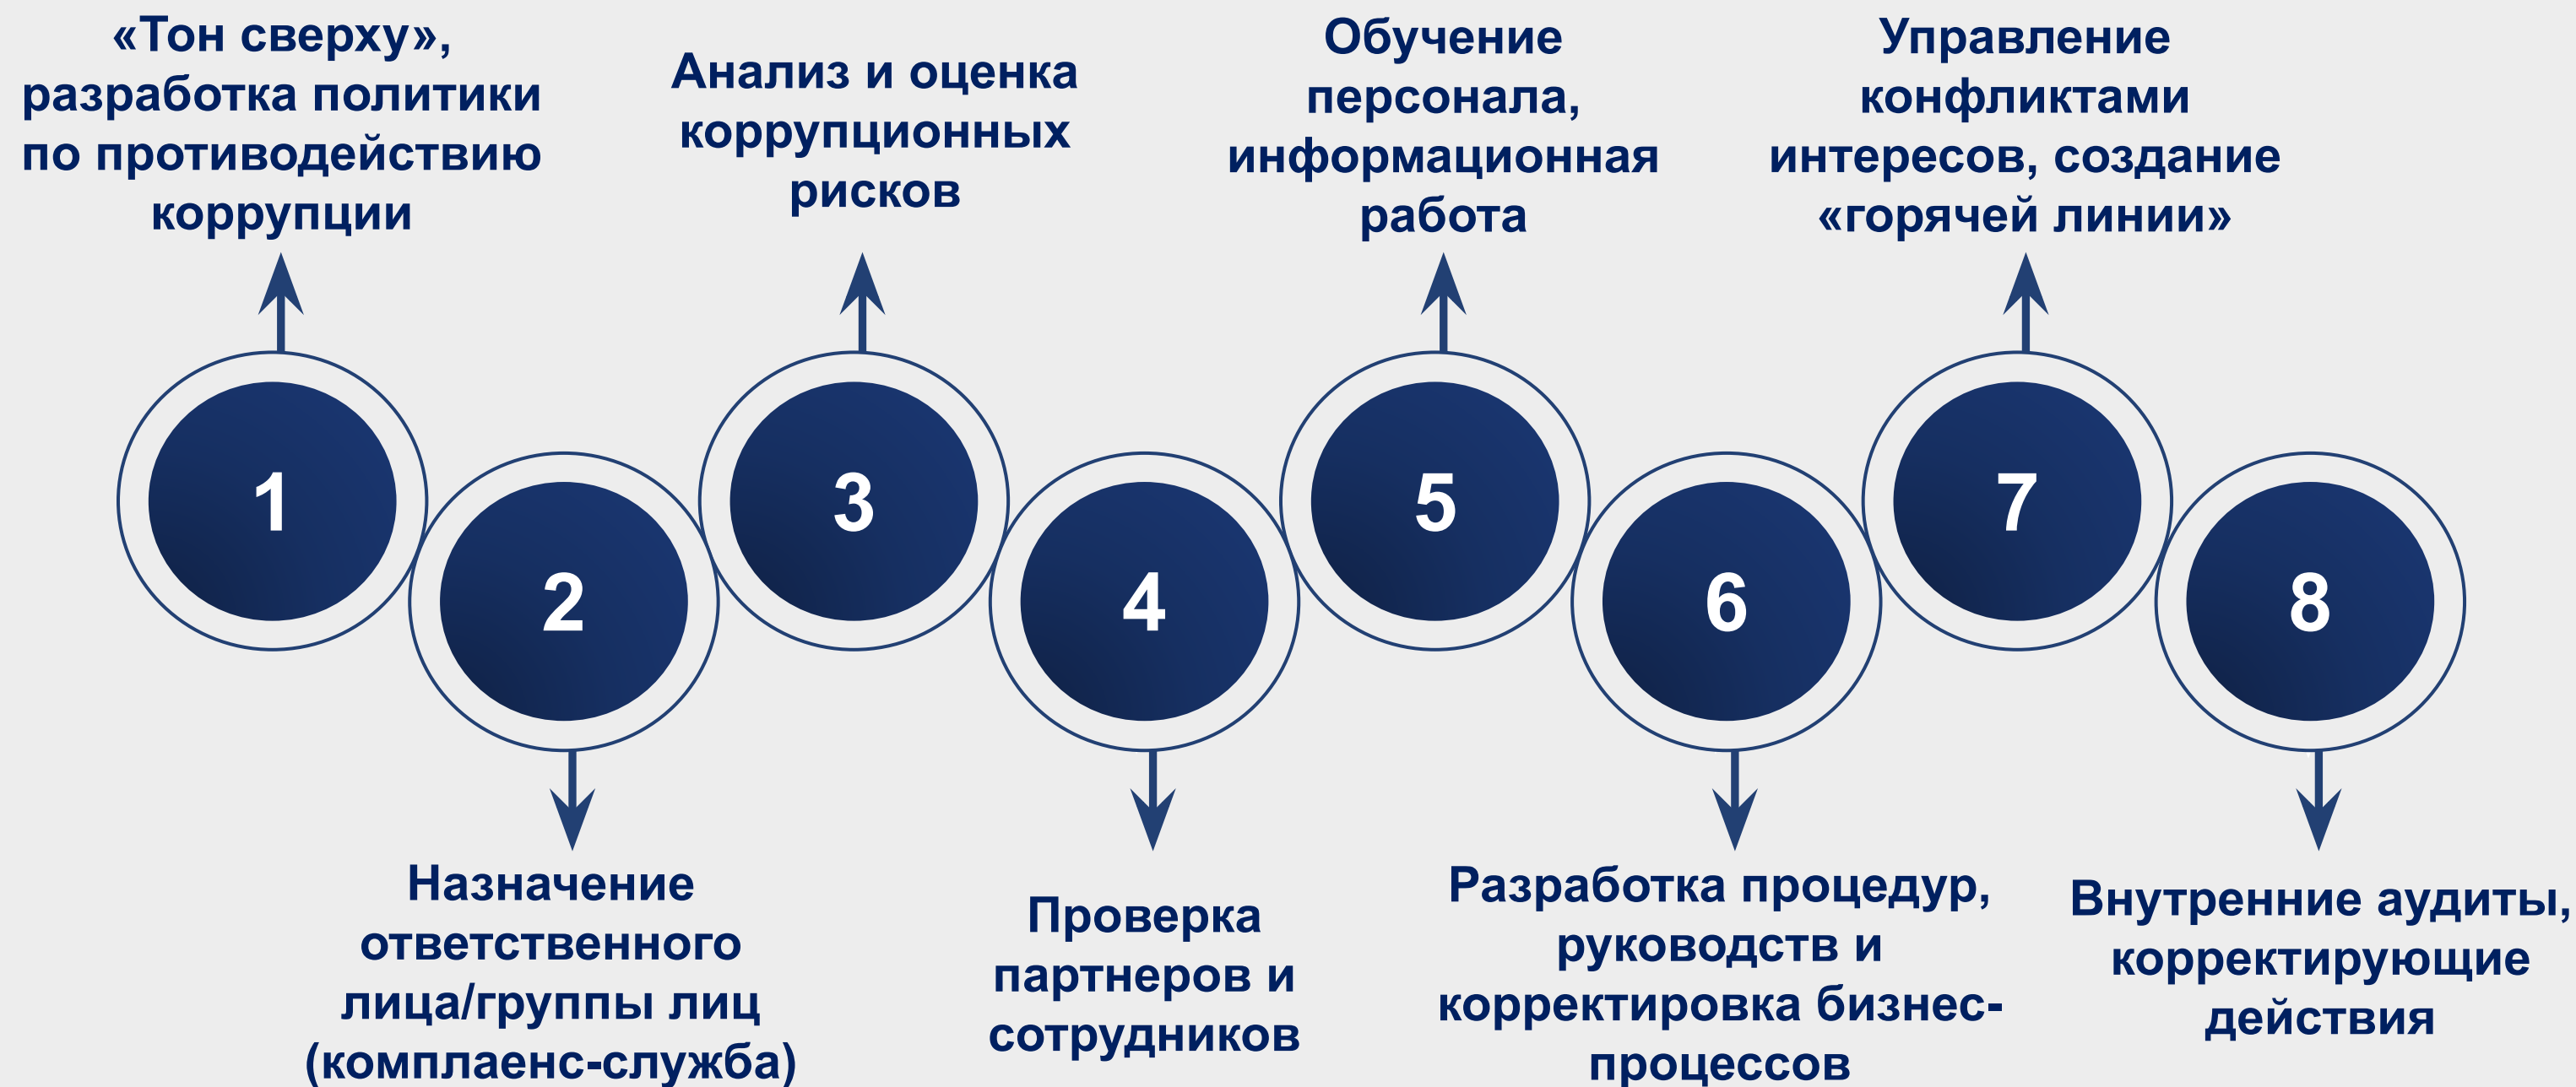 «Тон сверху»,
разработка политики
по противодействию
коррупции
Анализ и оценка
коррупционных
рисков
Обучение
персонала,
информационная
работа
Управление
конфликтами
интересов, создание
«горячей линии»
1
2
3
4
5
6
7
8
Назначение
ответственного
лица/группы лиц
(комплаенс-служба)
Проверка
партнеров и
сотрудников
Разработка процедур,
руководств и
корректировка бизнес-
процессов
Внутренние аудиты,
корректирующие
действия